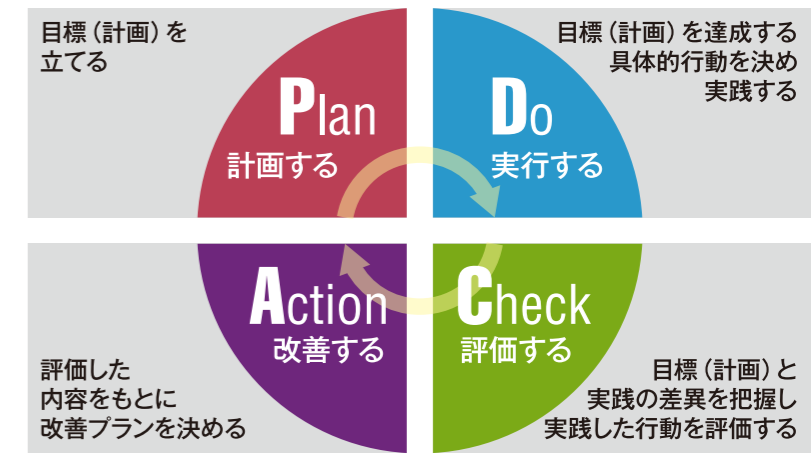 目標（計画）を
立てる
Plan
計画する
目標（計画）を達成する
具体的行動を決め
実践する
Do
実行する
Action
改善する
評価した
内容をもとに
改善プランを決める
Check
評価する
目標（計画）と
実践の差異を把握し
実践した行動を評価する